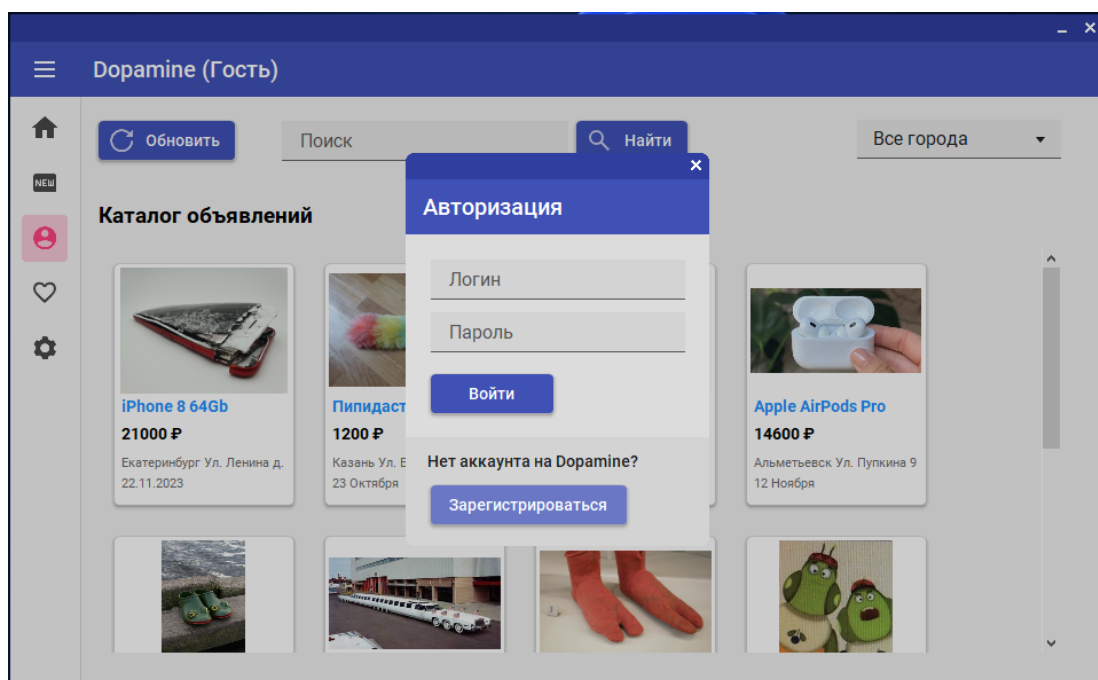 Dopamine (Гость)
Обновить
Поиск
Найти
Все города
NEW
Каталог объявлений
Авторизация
Логин
Пароль
Войти
Нет аккаунта на Dopamine?
Зарегистрироваться
iPhone 8 64Gb
21000 ₽
Екатеринбург Ул. Ленина д.
22.11.2023
Пипидаст
1200 ₽
Казань Ул.
23 Октября
Apple AirPods Pro
14600 ₽
Альметьевск Ул. Пупкина 9
12 Ноября